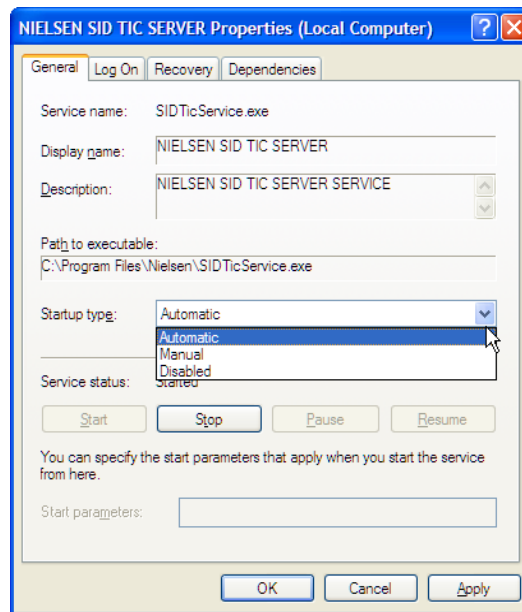 NIELSEN SID TIC SERVER Properties (Local Computer)
General Log On Recovery Dependencies
Service name: SIDTicService.exe
Display name: NIELSEN SID TIC SERVER
Description: NIELSEN SID TIC SERVER SERVICE
Path to executable:
C:\Program Files\Nielsen\SIDTicService.exe
Startup type: Automatic
Automatic
Manual
Disabled
Service status: Started
Start Stop Pause Resume
You can specify the start parameters that apply when you start the service
from here.
Start parameters:
OK Cancel Apply